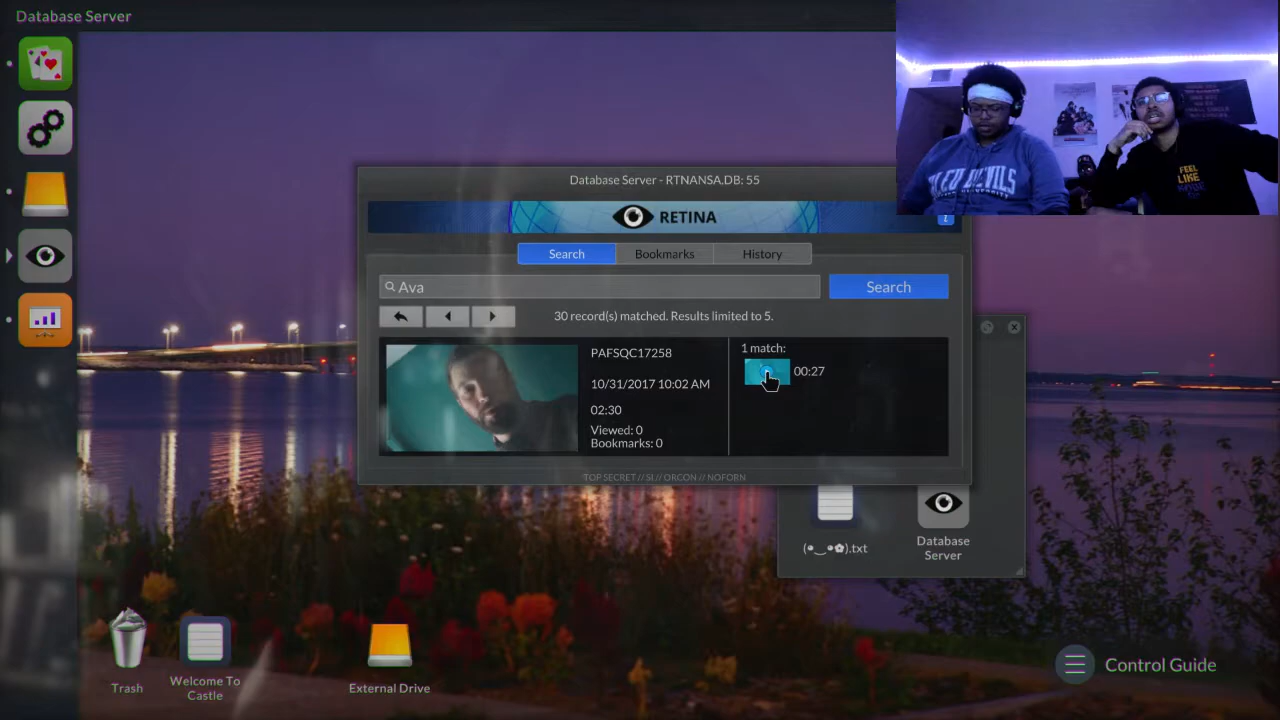 Database Server
Database Server - RTNANSA.DB: 55
RETINA
Search
Bookmarks
History
Ava
Search
30 record(s) matched. Results limited to 5.
PAFSQC17258
10/31/2017 10:02 AM
02:30
Viewed: 0
Bookmarks: 0
1 match:
00:27
TOP SECRET // SI // ORCON // NOFORN
(•‿•✿).txt
Database
Server
Trash
Welcome To
Castle
External Drive
Control Guide
FEEL
LIKE